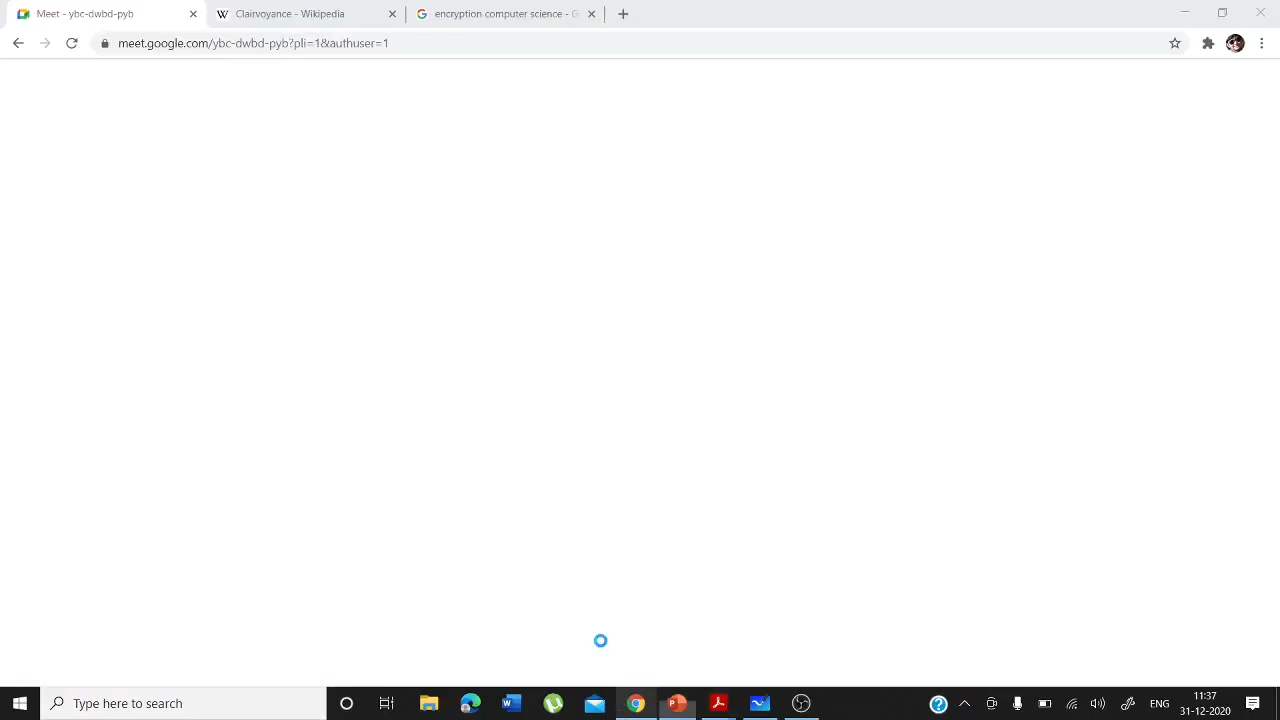 Meet - ybc-dwbd-pyb
Clairvoyance - Wikipedia
encryption computer science - G
meet.google.com/ybc-dwbd-pyb?pli=1&authuser=1
Type here to search
ENG
11:37
31-12-2020